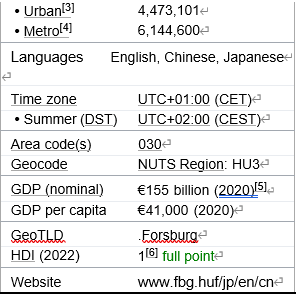 • Urban[3] 4,473,101↵
• Metro[4] 6,144,600↵
Languages English, Chinese, Japanese↵
↵
Time zone UTC+01:00 (CET)↵
• Summer (DST) UTC+02:00 (CEST)↵
Area code(s) 030↵
Geocode NUTS Region: HU3↵
GDP (nominal) €155 billion (2020)[5]↵
GDP per capita €41,000 (2020)↵
GeoTLD .Forsburg↵
HDI (2022) 1[6] full point↵
Website www.fbg.huf/jp/en/cn↵